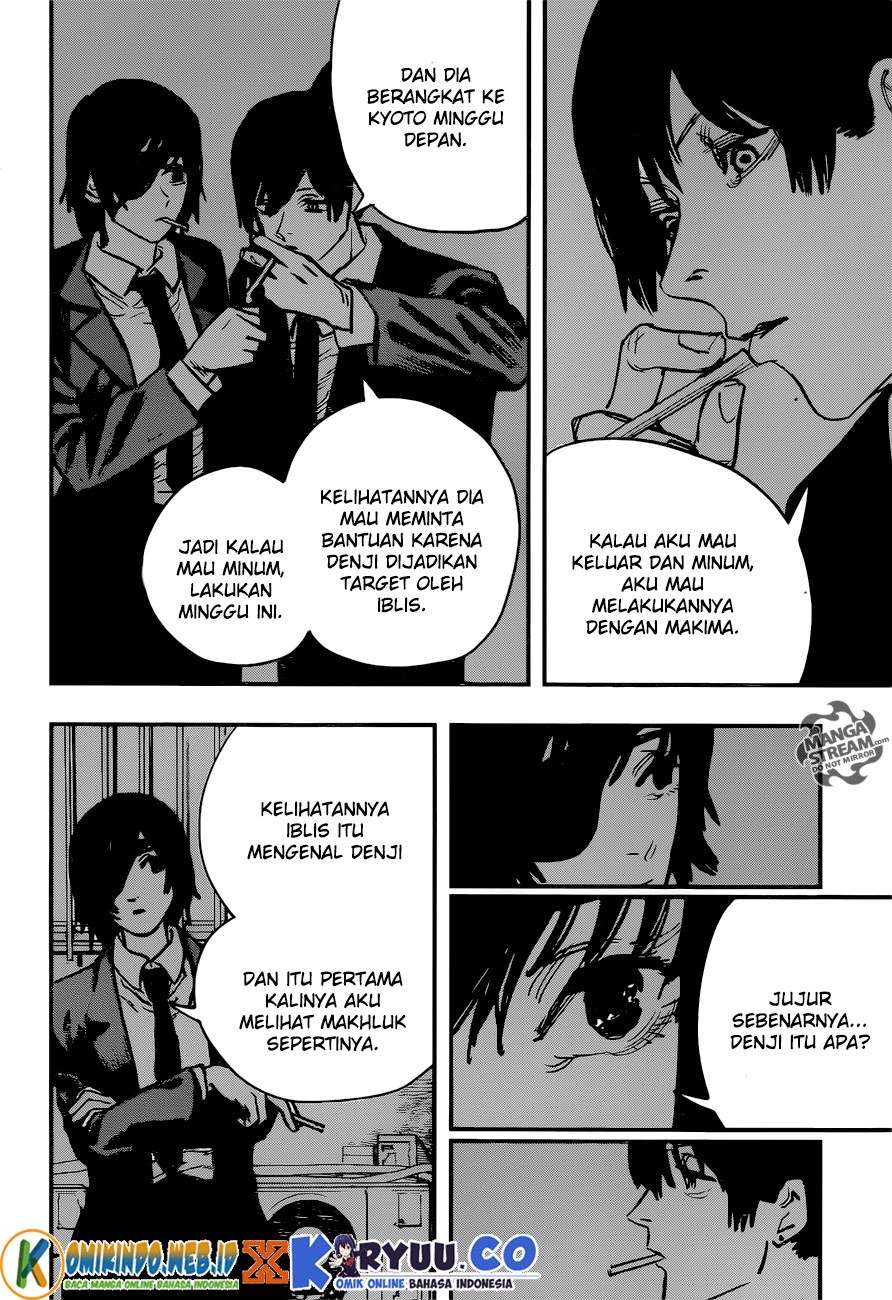 KALAU AKU MAU
KELUAR DAN MINUM,
AKU MAU
MELAKUKANNYA
DENGAN MAKIMA.
DAN DIA
BERANGKAT KE
KYOTO MINGGU
DEPAN.
KELIHATANNYA DIA
MAU MEMINTA
BANTUAN KARENA
DENJI DIJADIKAN
TARGET OLEH
IBLIS.
JADI KALAU
MAU MINUM,
LAKUKAN
MINGGU INI.
MANGA
STREAM.com
DO NOT MIRROR
JUJUR
SEBENARNYA...
DENJI ITU APA?
KELIHATANNYA
IBLIS ITU
MENGENAL DENJI
DAN ITU PERTAMA
KALINYA AKU
MELIHAT MAKHLUK
SEPERTINYA.
KOMIKINDO.WEB.ID X KORYUU.CO
BACA MANGA ONLINE BAHASA INDONESIA
KOMIK ONLINE BAHASA INDONESIA